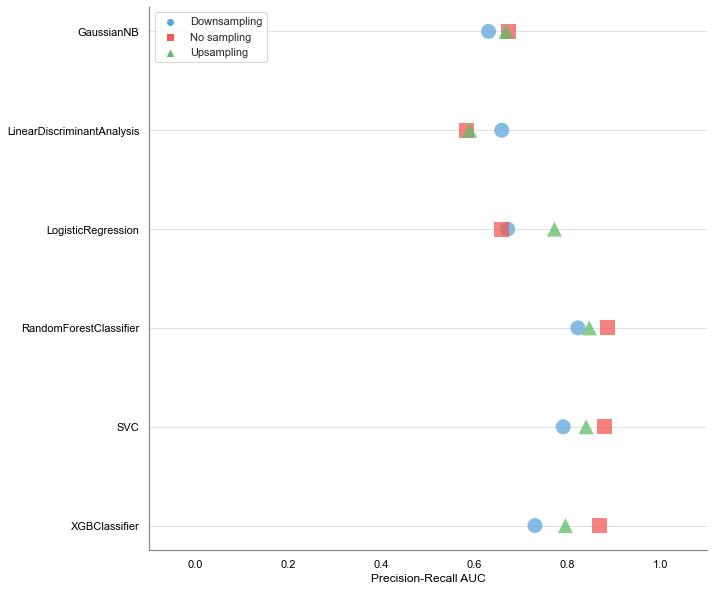 Downsampling
No sampling
Upsampling
GaussianNB
LinearDiscriminantAnalysis
LogisticRegression
RandomForestClassifier
SVC
XGBClassifier
0.0 0.2 0.4 0.6 0.8 1.0
Precision-Recall AUC